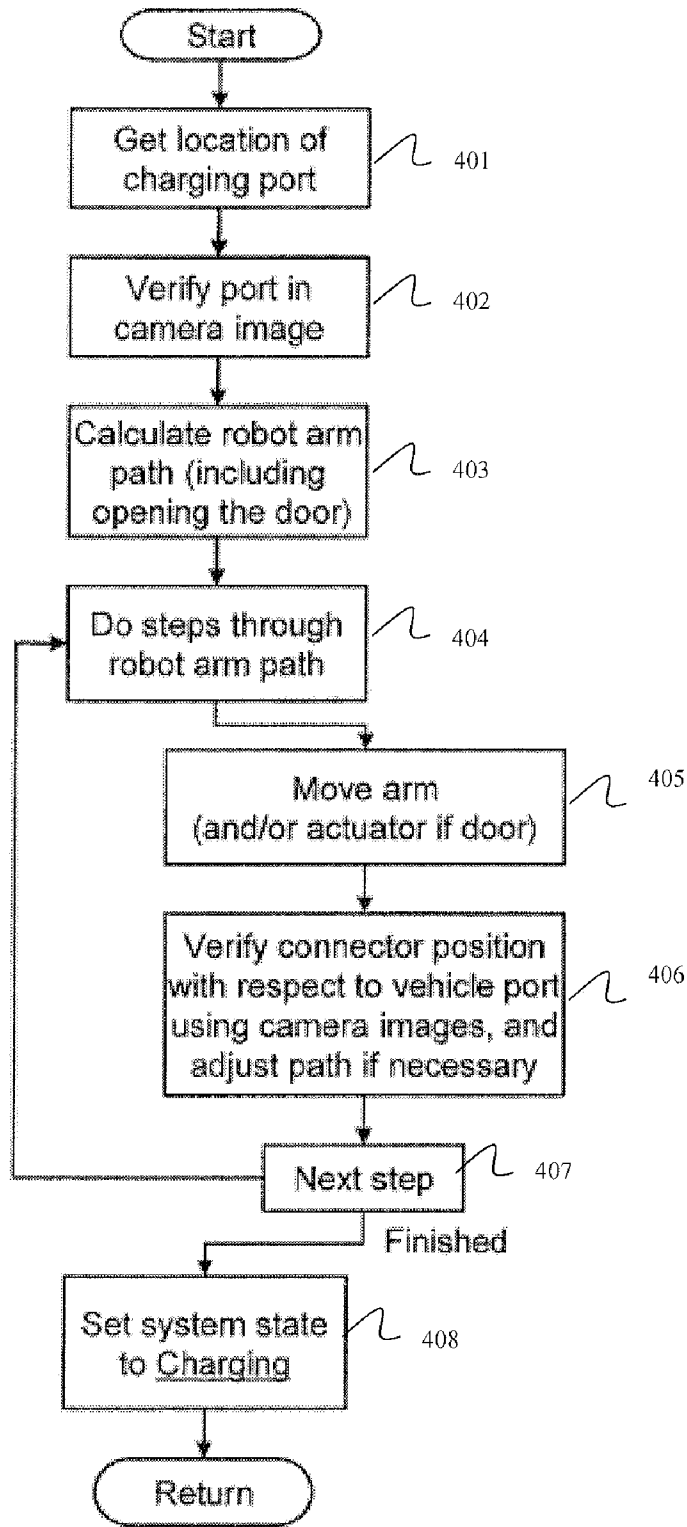 Start
Get location of
charging port
401
Verify port in
camera image
402
Calculate robot arm
path (including
opening the door)
403
Do steps through
robot arm path
404
Move arm
(and/or actuator if door)
405
Verify connector position
with respect to vehicle port
using camera images, and
adjust path if necessary
406
Next step
407
Finished
Set system state
to Charging
408
Return